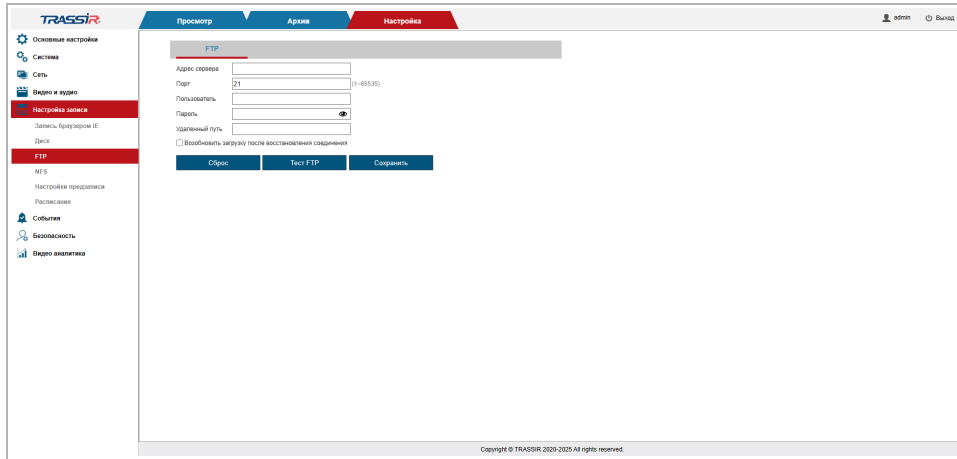 TRASSIR
Просмотр
Архив
Настройка
admin
Выход
Основные настройки
Система
Сеть
Видео и аудио
Настройка записи
Запись браузером IE
Диск
FTP
NFS
Настройки предзаписи
Расписание
События
Безопасность
Видео аналитика
FTP
Адрес сервера
Порт 21 (1~65535)
Пользователь
Пароль
Удаленный путь
Возобновить загрузку после восстановления соединения
Сброс Тест FTP Сохранить
Copyright © TRASSIR 2020-2025 All rights reserved.